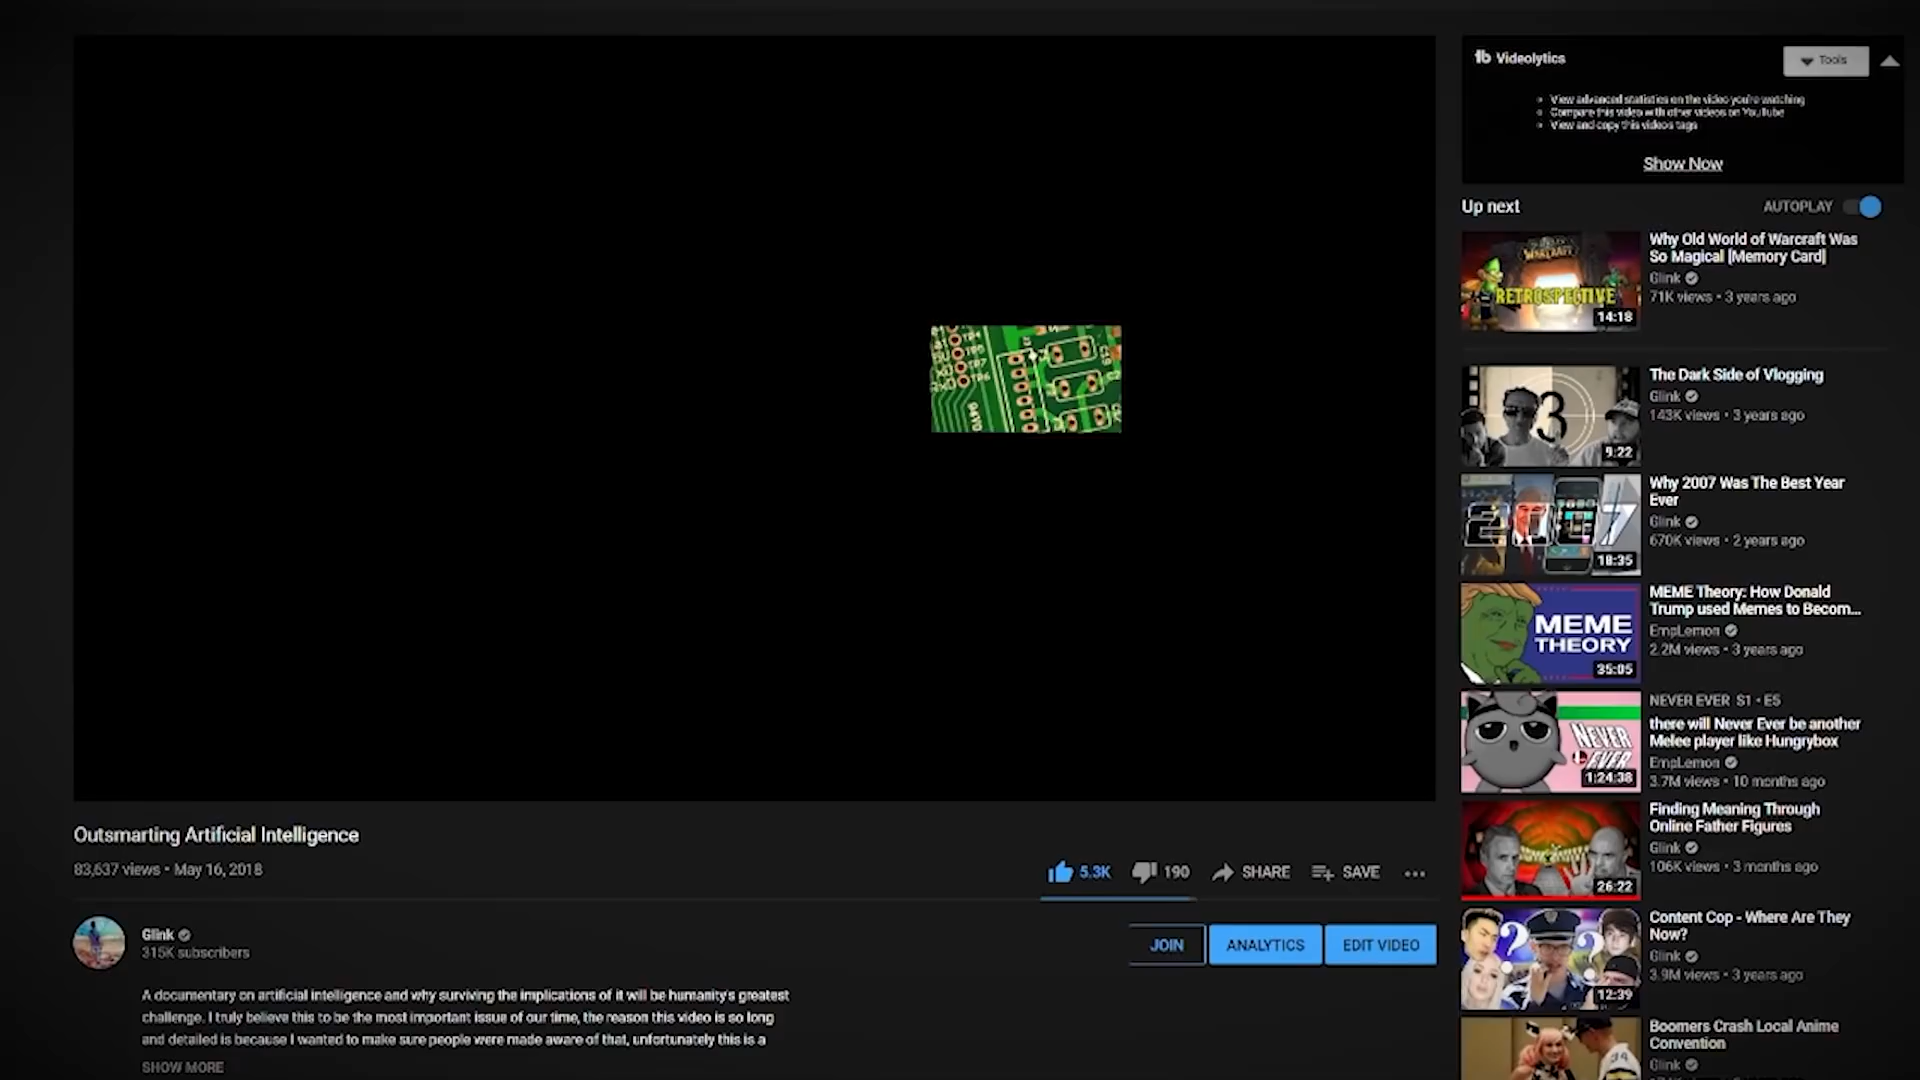 Videolytics
Tools
View advanced statistics on the video you're watching
Compare this video with other videos on YouTube
View and copy this videos tags
Show Now
Up next
AUTOPLAY
WARCRAFT
RETROSPECTIVE
14:18
Why Old World of Warcraft Was
So Magical [Memory Card]
Glink
71K views • 3 years ago
3
9:22
The Dark Side of Vlogging
Glink
143K views • 3 years ago
2007
18:35
Why 2007 Was The Best Year
Ever
Glink
670K views • 2 years ago
MEME
THEORY
35:05
MEME Theory: How Donald
Trump used Memes to Becom...
EmpLemon
2.2M views • 3 years ago
NEVER
EVER
1:24:38
NEVER EVER S1 • E5
there will Never Ever be another
Melee player like Hungrybox
EmpLemon
3.7M views • 10 months ago
26:22
Finding Meaning Through
Online Father Figures
Glink
106K views • 3 months ago
12:39
Content Cop - Where Are They
Now?
Glink
3.9M views • 3 years ago
34
Boomers Crash Local Anime
Convention
Glink
TP7
TP6
Outsmarting Artificial Intelligence
83,637 views • May 16, 2018
5.3K
190
SHARE
SAVE
Glink
315K subscribers
JOIN
ANALYTICS
EDIT VIDEO
A documentary on artificial intelligence and why surviving the implications of it will be humanity's greatest
challenge. I truly believe this to be the most important issue of our time, the reason this video is so long
and detailed is because I wanted to make sure people were made aware of that, unfortunately this is a
SHOW MORE